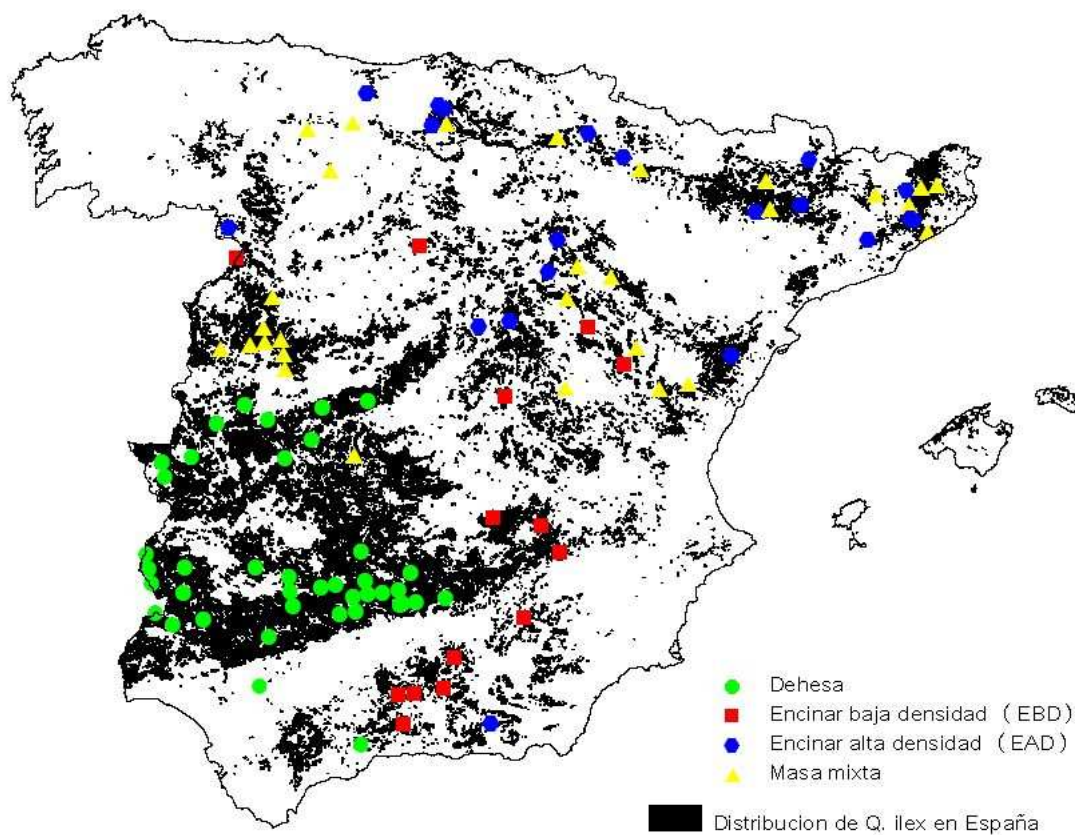 Dehesa
Encinar baja densidad (EBD)
Encinar alta densidad (EAD)
Masa mixta
Distribucion de Q. ilex en España